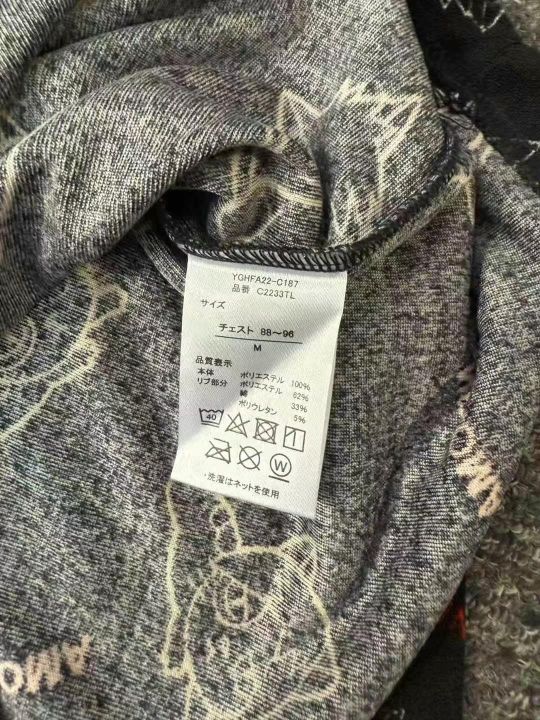 YGHFA22-C187
品番 C2233TL
サイズ
チェスト 88～96
M
品質表示
本体 ポリエステル 100%
リブ部分 ポリエステル 62%
綿 33%
ポリウレタン 5%
40
W
・洗濯はネットを使用
AMO